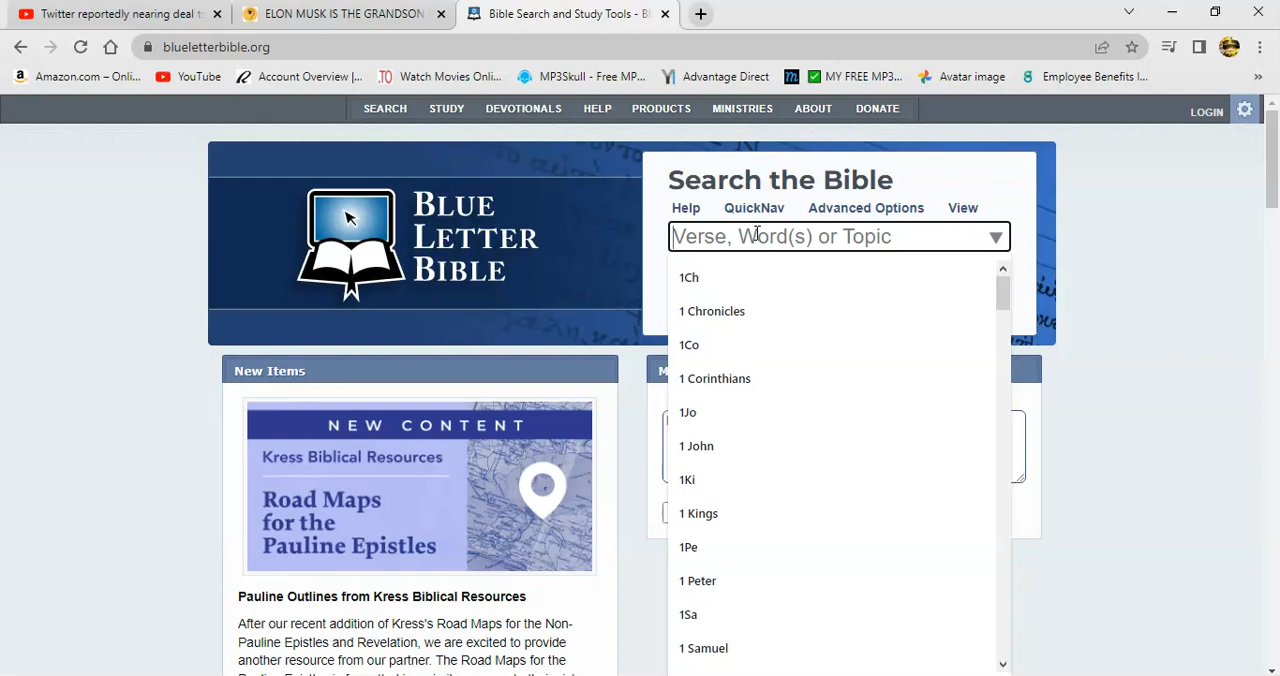 Twitter reportedly nearing deal to
ELON MUSK IS THE GRANDSON
Bible Search and Study Tools - Bl
blueletterbible.org
Amazon.com – Onli...
YouTube
Account Overview |...
Watch Movies Onli...
MP3Skull - Free MP...
Advantage Direct
MY FREE MP3...
Avatar image
Employee Benefits I...
SEARCH STUDY DEVOTIONALS HELP PRODUCTS MINISTRIES ABOUT DONATE
LOGIN
BLUE
LETTER
BIBLE
Search the Bible
Help QuickNav Advanced Options View
Verse, Word(s) or Topic
1Ch
1 Chronicles
1Co
1 Corinthians
1Jo
1 John
1Ki
1 Kings
1Pe
1 Peter
1Sa
1 Samuel
New Items
NEW CONTENT
Kress Biblical Resources
Road Maps
for the
Pauline Epistles
Pauline Outlines from Kress Biblical Resources
After our recent addition of Kress's Road Maps for the Non-
Pauline Epistles and Revelation, we are excited to provide
another resource from our partner. The Road Maps for the